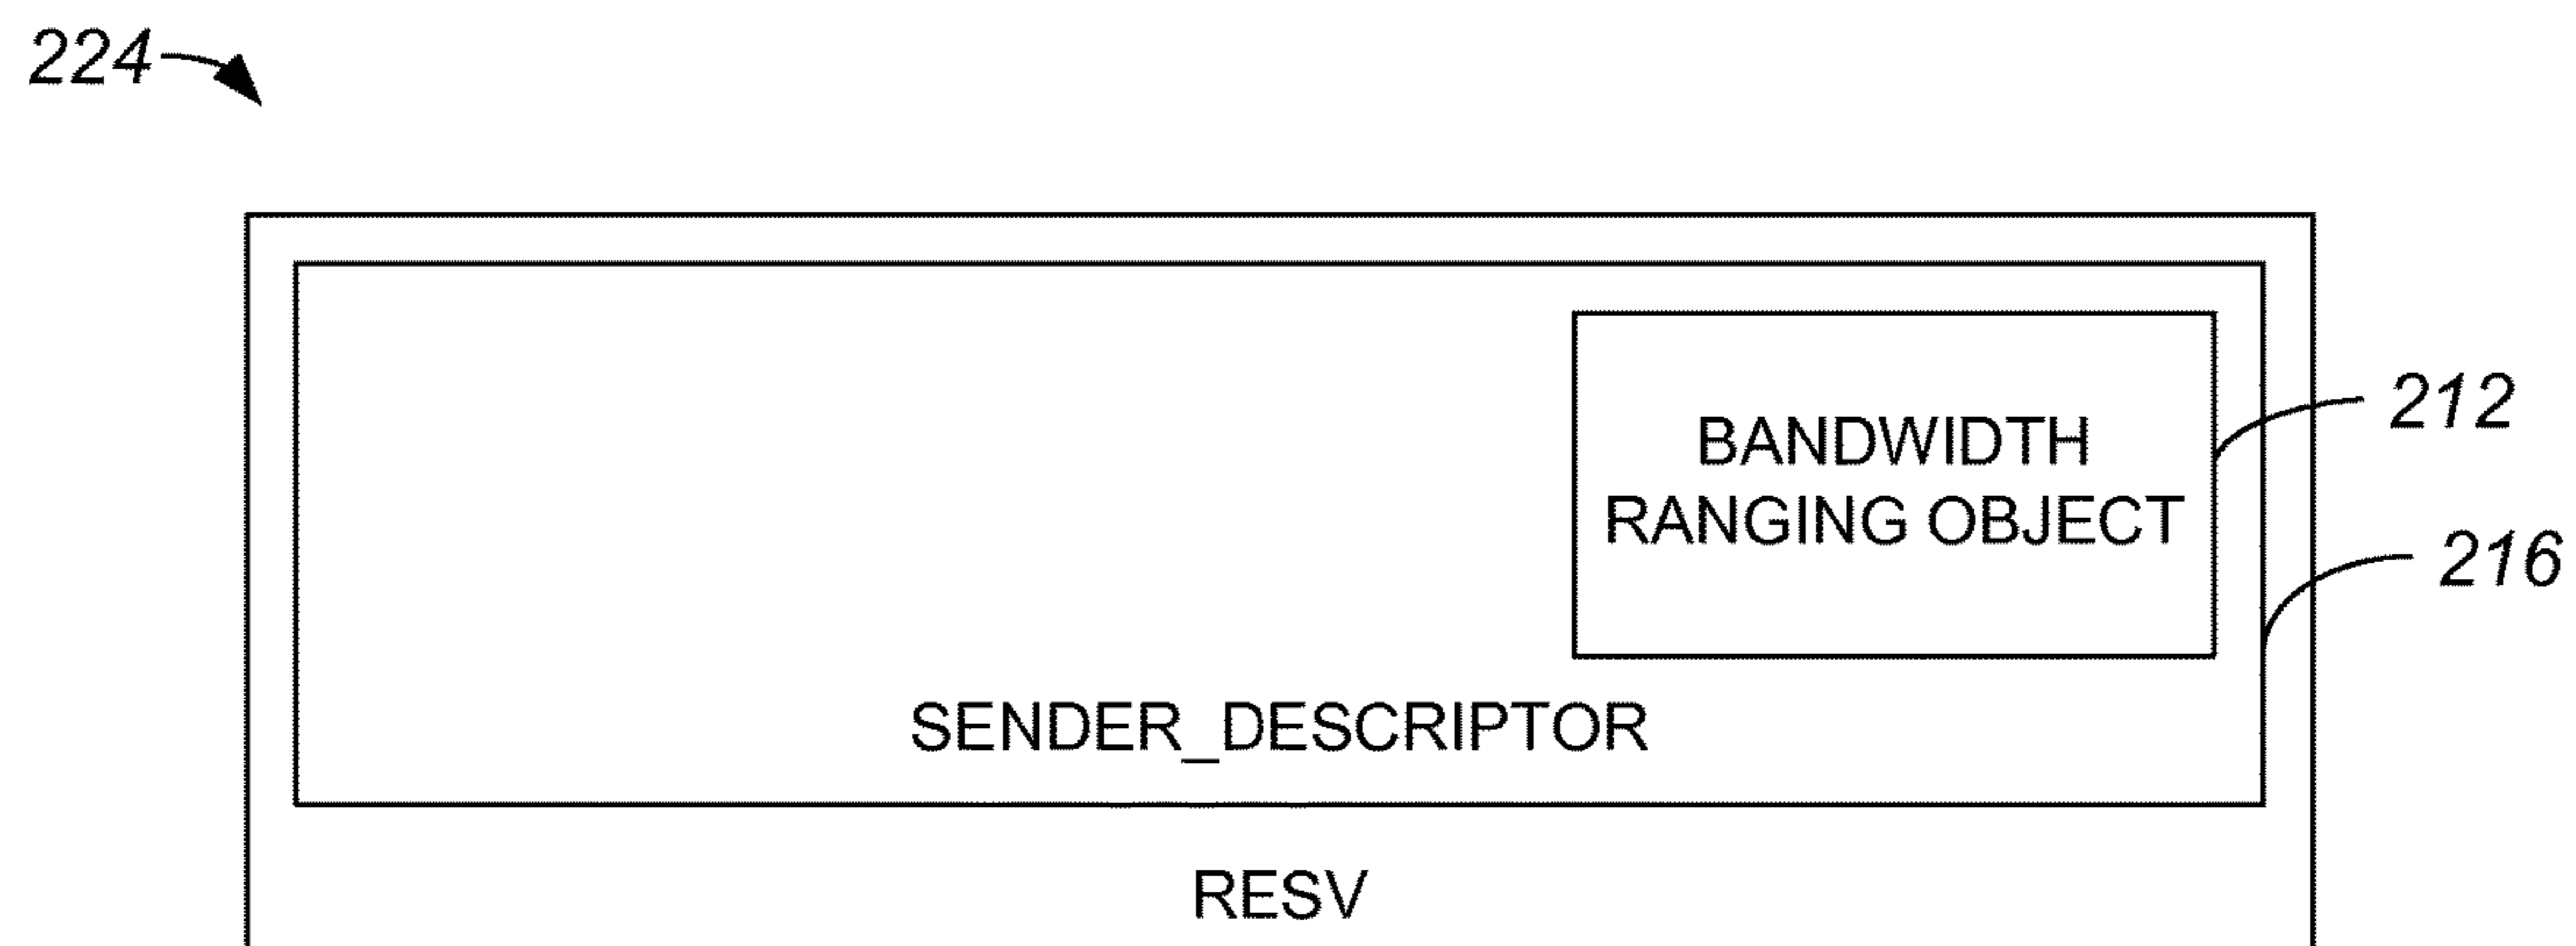 224
BANDWIDTH
RANGING OBJECT
212
216
SENDER_DESCRIPTOR
RESV